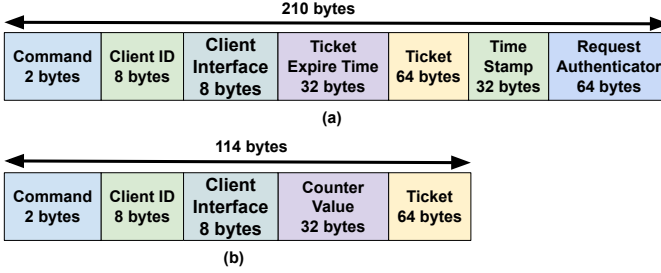 210 bytes
Command
2 bytes
Client ID
8 bytes
Client
Interface
8 bytes
Ticket
Expire Time
32 bytes
Ticket
64 bytes
Time
Stamp
32 bytes
Request
Authenticator
64 bytes
(a)
114 bytes
Command
2 bytes
Client ID
8 bytes
Client
Interface
8 bytes
Counter
Value
32 bytes
Ticket
64 bytes
(b)